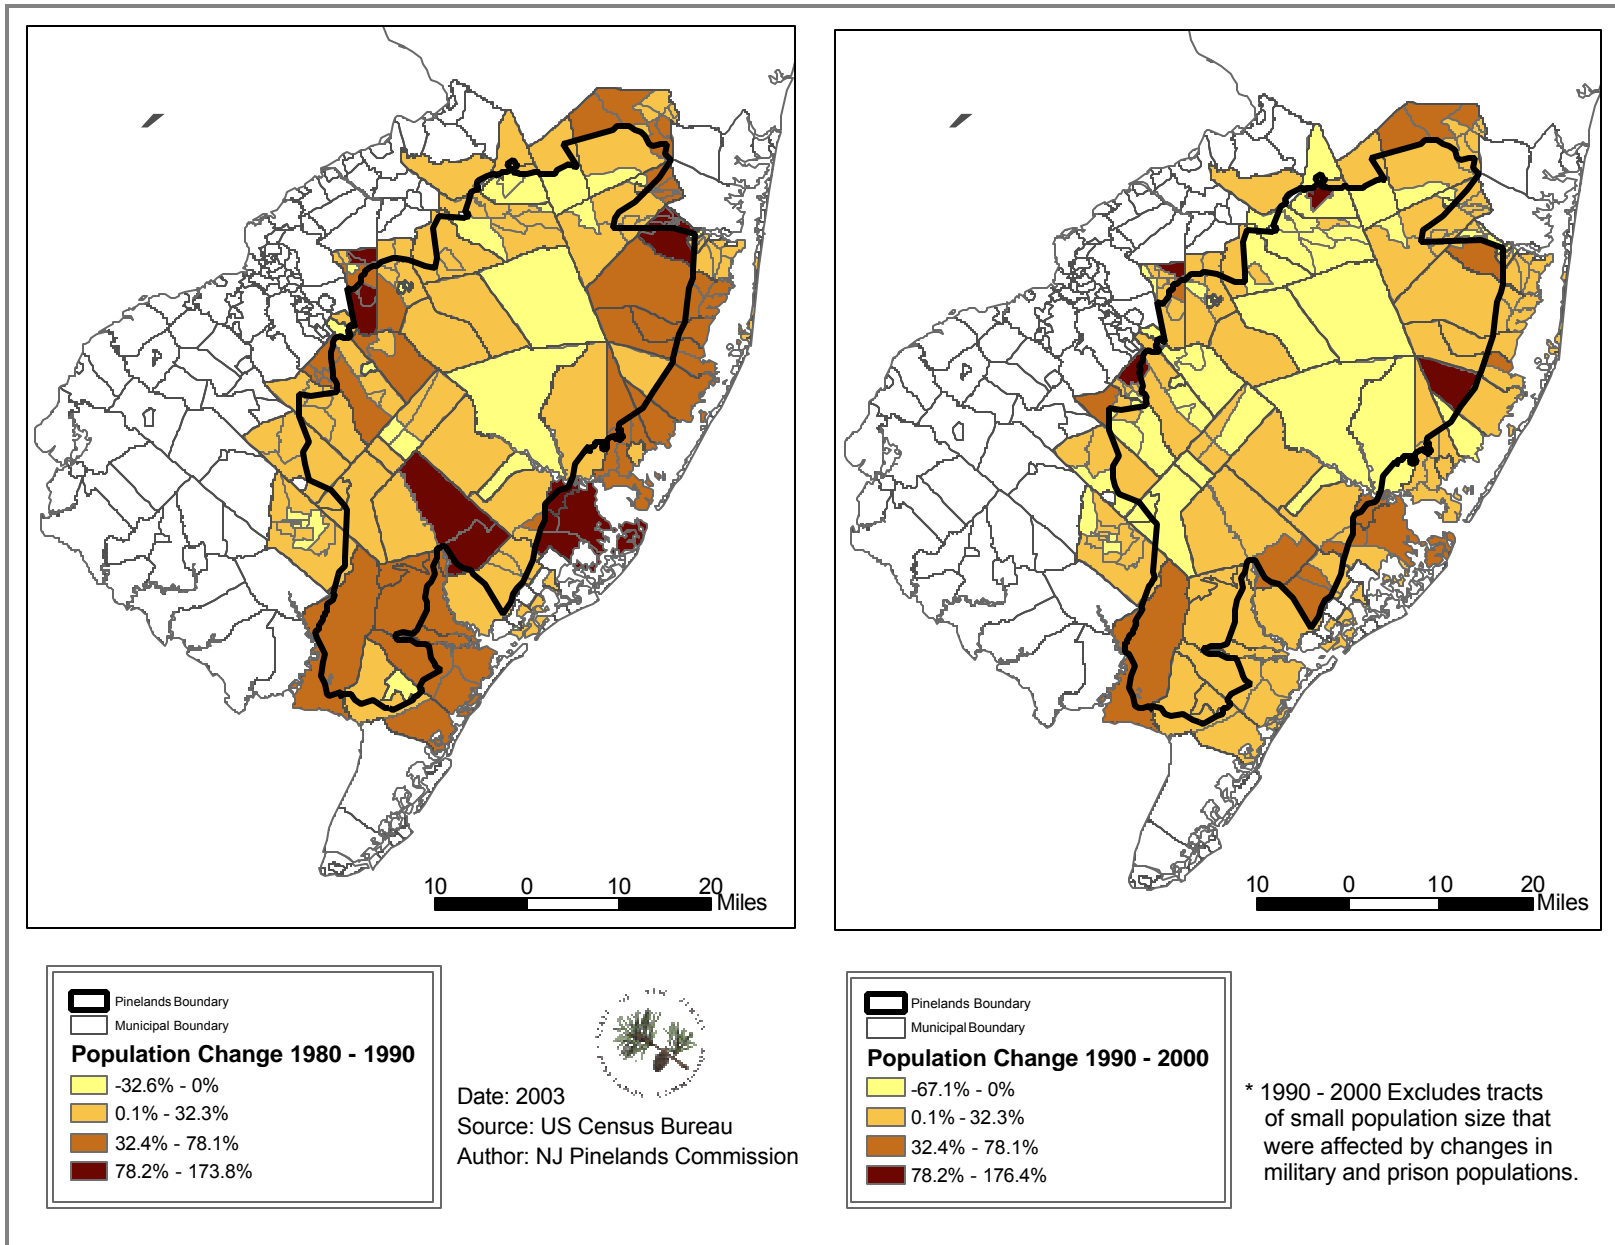 10 0 10 20
Miles
10 0 10 20
Miles
Pinelands Boundary
Municipal Boundary
Population Change 1980 - 1990
-32.6% - 0%
0.1% - 32.3%
32.4% - 78.1%
78.2% - 173.8%
Date: 2003
Source: US Census Bureau
Author: NJ Pinelands Commission
Pinelands Boundary
Municipal Boundary
Population Change 1990 - 2000
-67.1% - 0%
0.1% - 32.3%
32.4% - 78.1%
78.2% - 176.4%
* 1990 - 2000 Excludes tracts
of small population size that
were affected by changes in
military and prison populations.